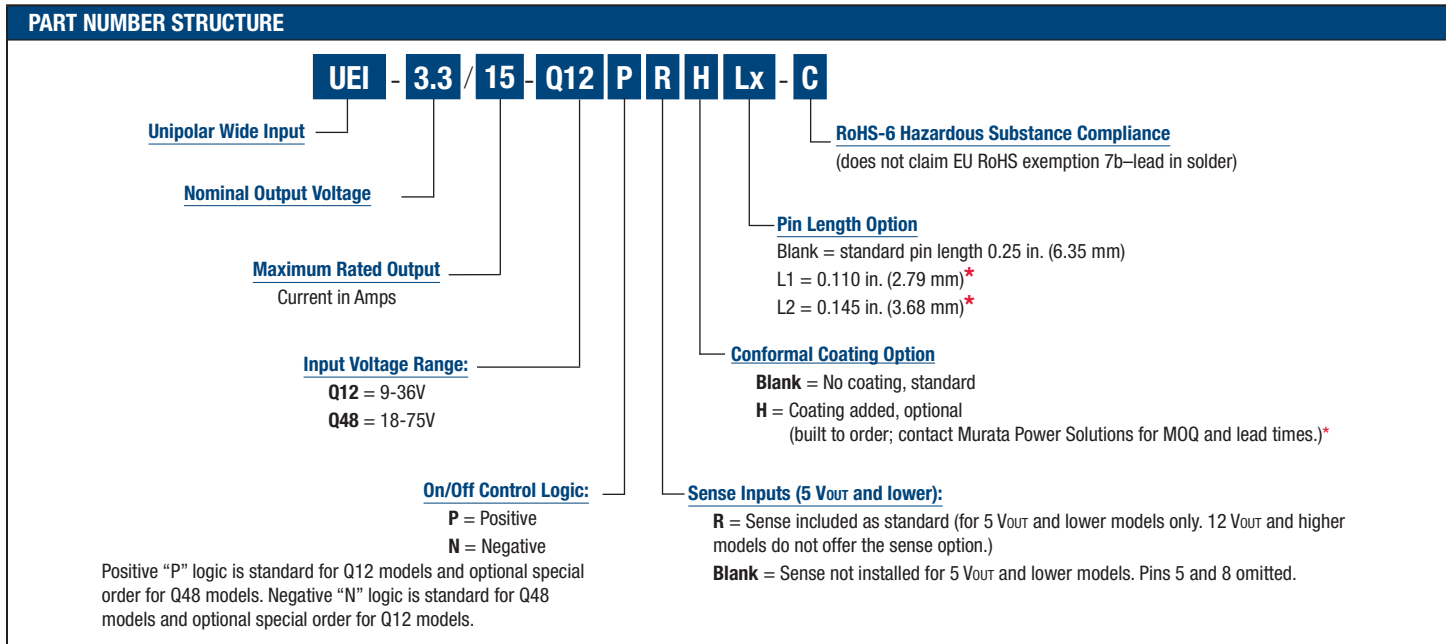 PART NUMBER STRUCTURE
UEI - 3.3 / 15 - Q12 P R H Lx - C
Unipolar Wide Input
RoHS-6 Hazardous Substance Compliance
(does not claim EU RoHS exemption 7b–lead in solder)
Nominal Output Voltage
Pin Length Option
Blank = standard pin length 0.25 in. (6.35 mm)
L1 = 0.110 in. (2.79 mm)*
L2 = 0.145 in. (3.68 mm)*
Maximum Rated Output
Current in Amps
Conformal Coating Option
Blank = No coating, standard
H = Coating added, optional
(built to order; contact Murata Power Solutions for MOQ and lead times.)*
Input Voltage Range:
Q12 = 9-36V
Q48 = 18-75V
On/Off Control Logic:
P = Positive
N = Negative
Positive “P” logic is standard for Q12 models and optional special
order for Q48 models. Negative “N” logic is standard for Q48
models and optional special order for Q12 models.
Sense Inputs (5 VOUT and lower):
R = Sense included as standard (for 5 VOUT and lower models only. 12 VOUT and higher
models do not offer the sense option.)
Blank = Sense not installed for 5 VOUT and lower models. Pins 5 and 8 omitted.